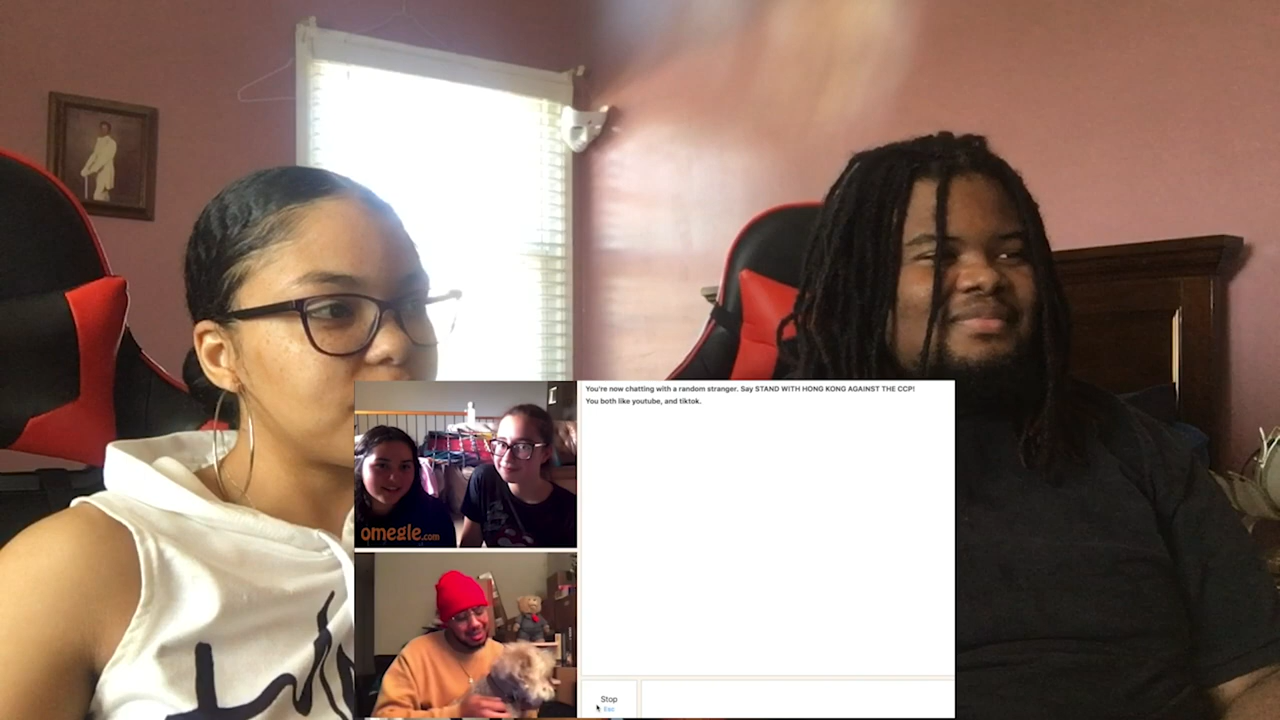 You're now chatting with a random stranger. Say STAND WITH HONG KONG AGAINST THE CCP!
You both like youtube, and tiktok.
omegle.com
Stop
Esc